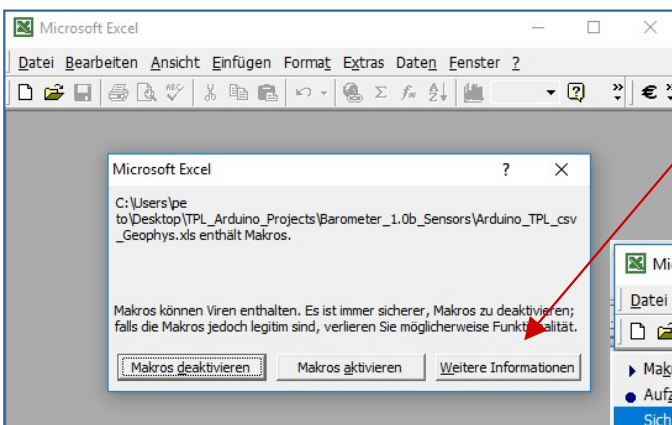 Microsoft Excel
Datei Bearbeiten Ansicht Einfügen Format Extras Daten Fenster ?
Microsoft Excel ?
C:\Users\pe
to\Desktop\TPL_Arduino_Projects\Barometer_1.0b_Sensors\Arduino_TPL_csv
_Geophys.xls enthält Makros.
Makros können Viren enthalten. Es ist immer sicherer, Makros zu deaktivieren;
falls die Makros jedoch legitim sind, verlieren Sie möglicherweise Funktionalität.
Makros deaktivieren
Makros aktivieren
Weitere Informationen
Datei